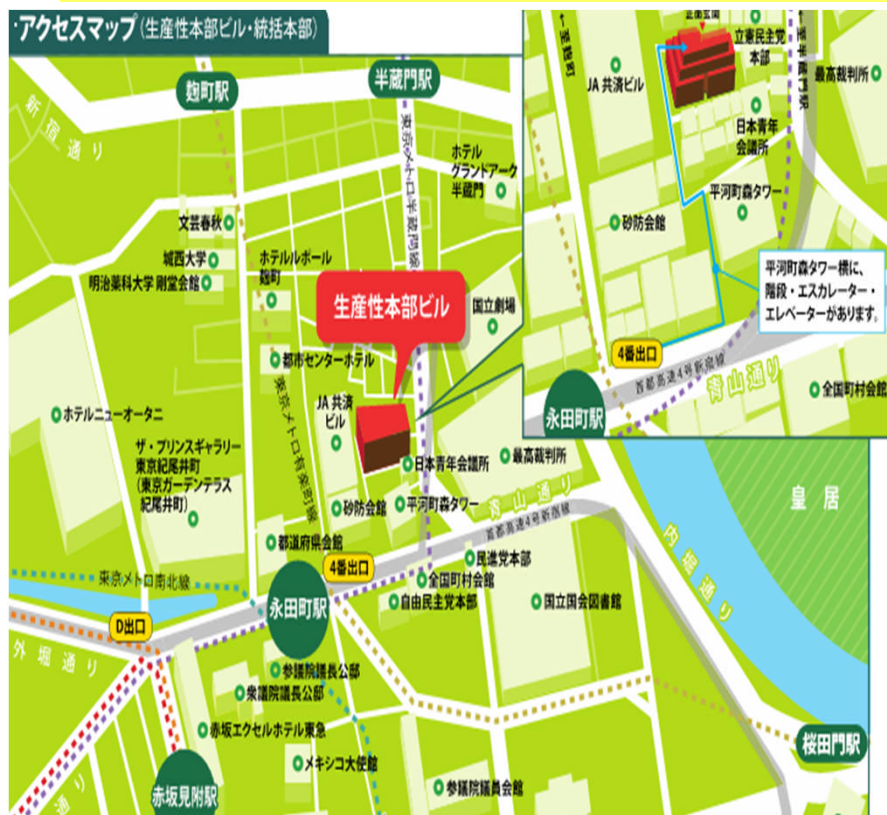 ・アクセスマップ(生産性本部ビル・統括本部)
麹町駅
半蔵門駅
新宿通り
東京メトロ半蔵門線
ホテル
グランドアーク
半蔵門
文芸春秋
城西大学
明治薬科大学 剛堂会館
ホテルルポール
麹町
生産性本部ビル
国立劇場
都市センターホテル
東京メトロ有楽町線
JA共済
ビル
ホテルニューオータニ
ザ・プリンスギャラリー
東京紀尾井町
(東京ガーデンテラス
紀尾井町)
日本青年会議所
最高裁判所
砂防会館
平河町森タワー
青山通り
首都高速4号新宿線
都道府県会館
4番出口
民進党本部
全国町村会館
自由民主党本部
国立国会図書館
東京メトロ南北線
永田町駅
D出口
外堀通り
参議院議長公邸
衆議院議長公邸
赤坂エクセルホテル東急
メキシコ大使館
参議院議員会館
赤坂見附駅
通り
内堀通り
皇居
桜田門駅
正面玄関
立憲民主党
本部
←至麹町駅
←至半蔵門駅
JA共済ビル
最高裁判所
日本青年
会議所
平河町森タワー
砂防会館
平河町森タワー横に、
階段・エスカレーター・
エレベーターがあります。
4番出口
首都高速4号新宿線
青山通り
永田町駅
全国町村会館